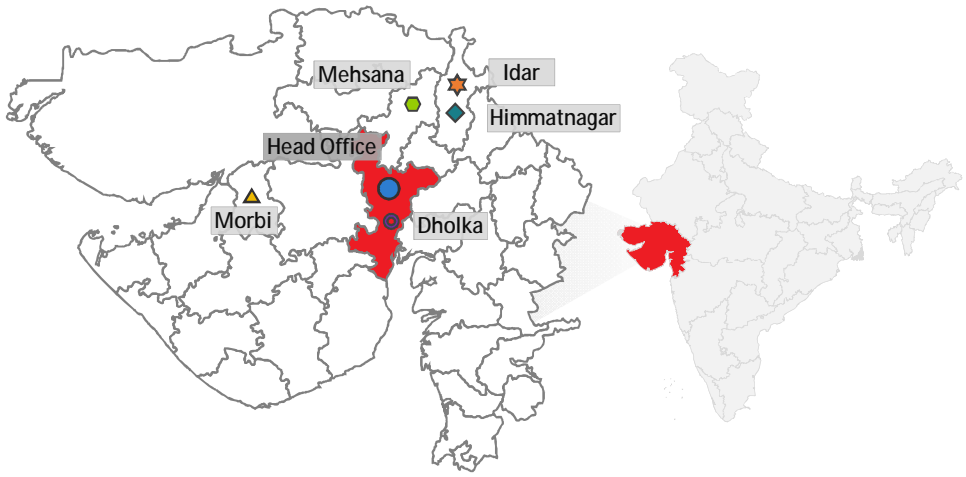 Mehsana
Idar
Himmatnagar
Head Office
Morbi
Dholka